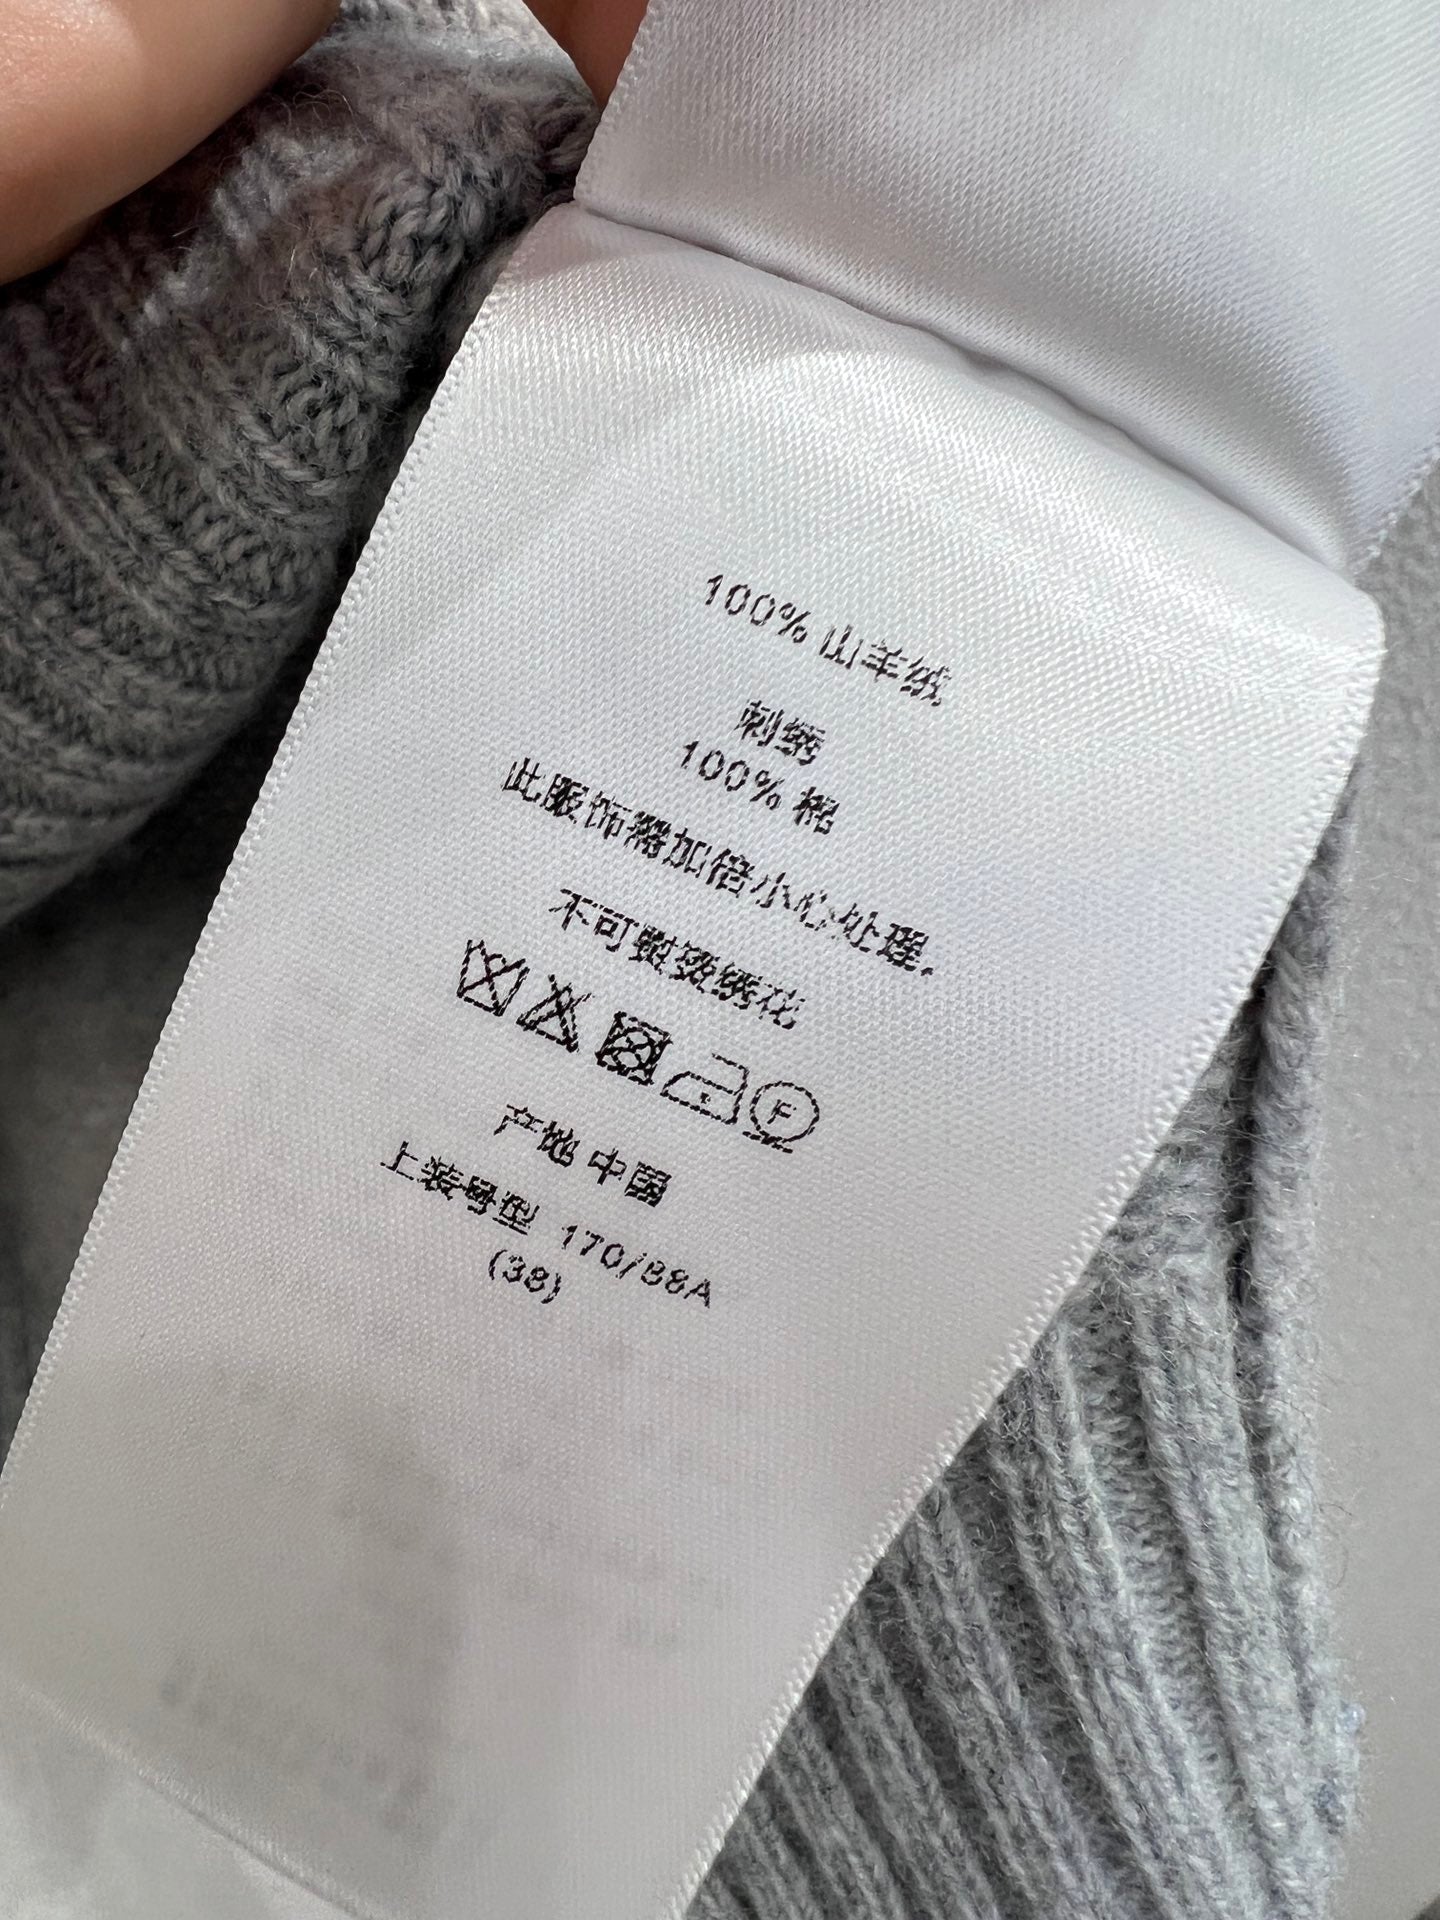 100% 山羊绒
刺绣
100% 棉
此服饰需加倍小心处理.
不可熨烫绣花
F
产地 中国
上装号型 170/88A
(38)